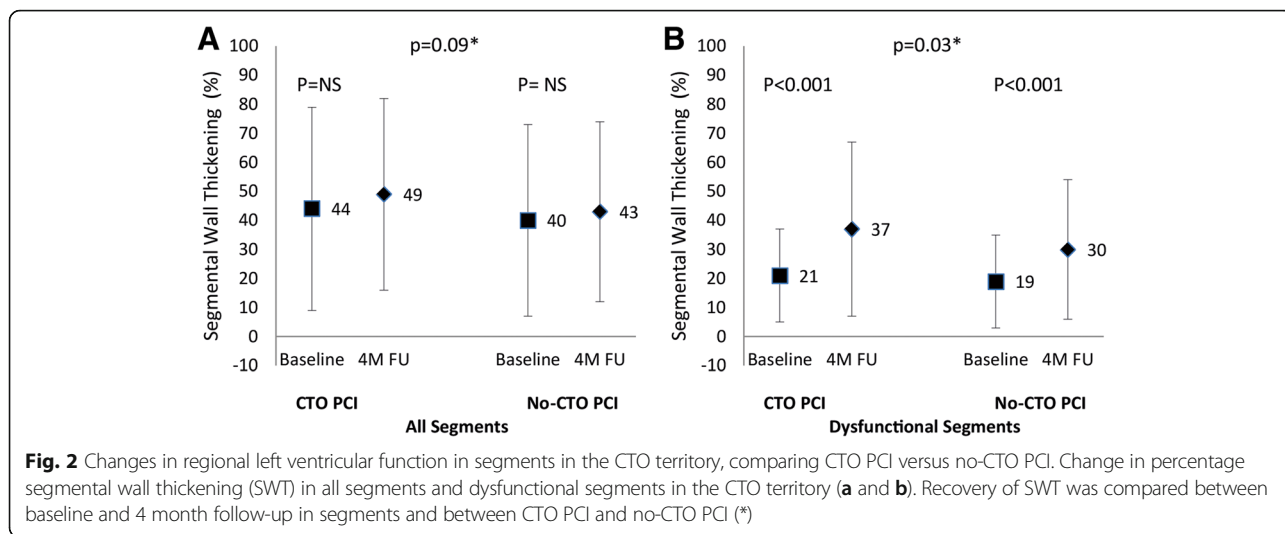 A
B
p=0.09*
p=0.03*
P=NS
P= NS
P<0.001
P<0.001
Segmental Wall Thickening (%)
100
90
80
70
60
50
40
30
20
10
0
-10
44
49
40
43
Baseline 4M FU Baseline 4M FU
CTO PCI No-CTO PCI
All Segments
Segmental Wall Thickening (%)
100
90
80
70
60
50
40
30
20
10
0
-10
21
37
19
30
Baseline 4M FU Baseline 4M FU
CTO PCI No-CTO PCI
Dysfunctional Segments
Fig. 2 Changes in regional left ventricular function in segments in the CTO territory, comparing CTO PCI versus no-CTO PCI. Change in percentage
segmental wall thickening (SWT) in all segments and dysfunctional segments in the CTO territory (a and b). Recovery of SWT was compared between
baseline and 4 month follow-up in segments and between CTO PCI and no-CTO PCI (*)